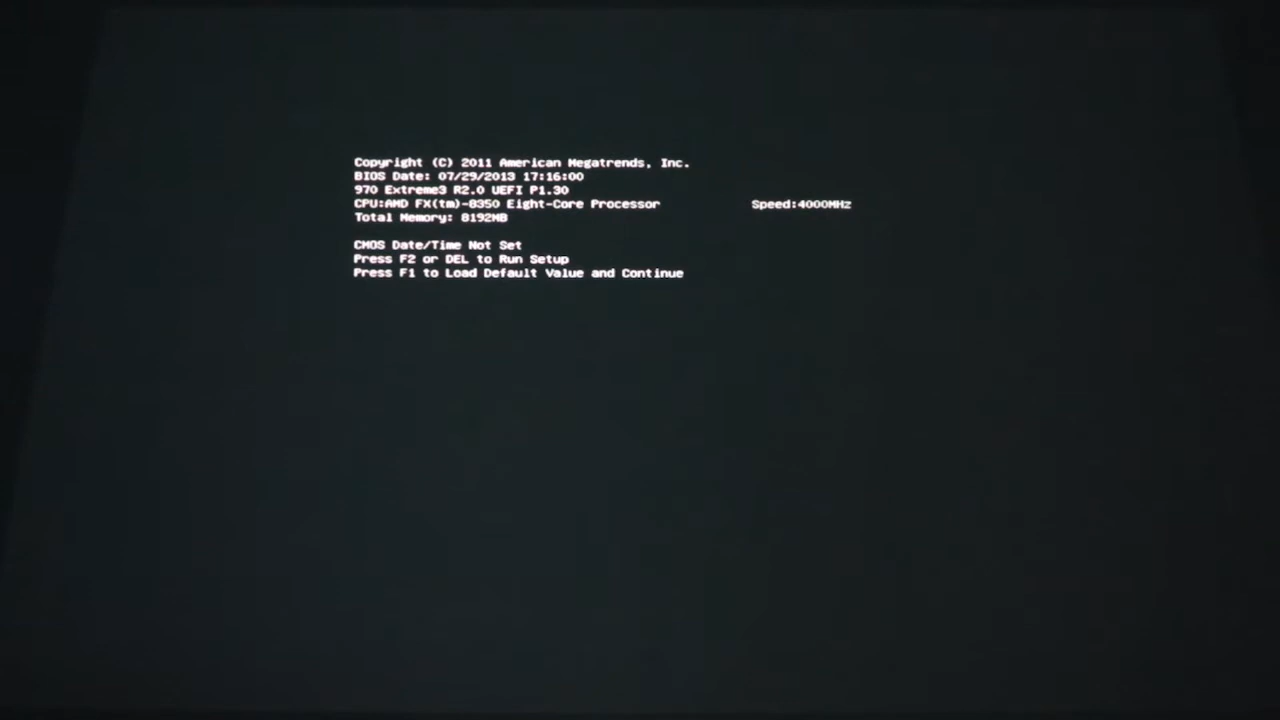 Copyright (C) 2011 American Megatrends, Inc.
BIOS Date: 07/29/2013 17:16:00
970 Extreme3 R2.0 UEFI P1.30
CPU:AMD FX(tm)-8350 Eight-Core Processor Speed:4000MHz
Total Memory: 8192MB
CMOS Date/Time Not Set
Press F2 or DEL to Run Setup
Press F1 to Load Default Value and Continue